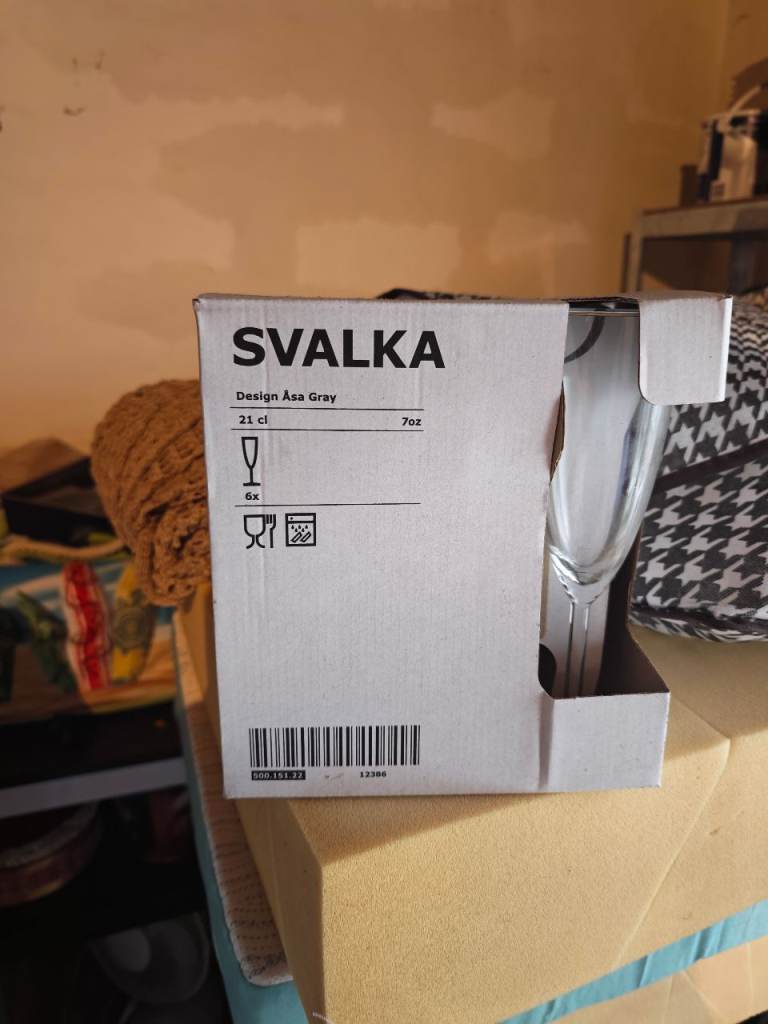 SVALKA
Design Åsa Gray
21 cl 7oz
6x
500.151.22 12386